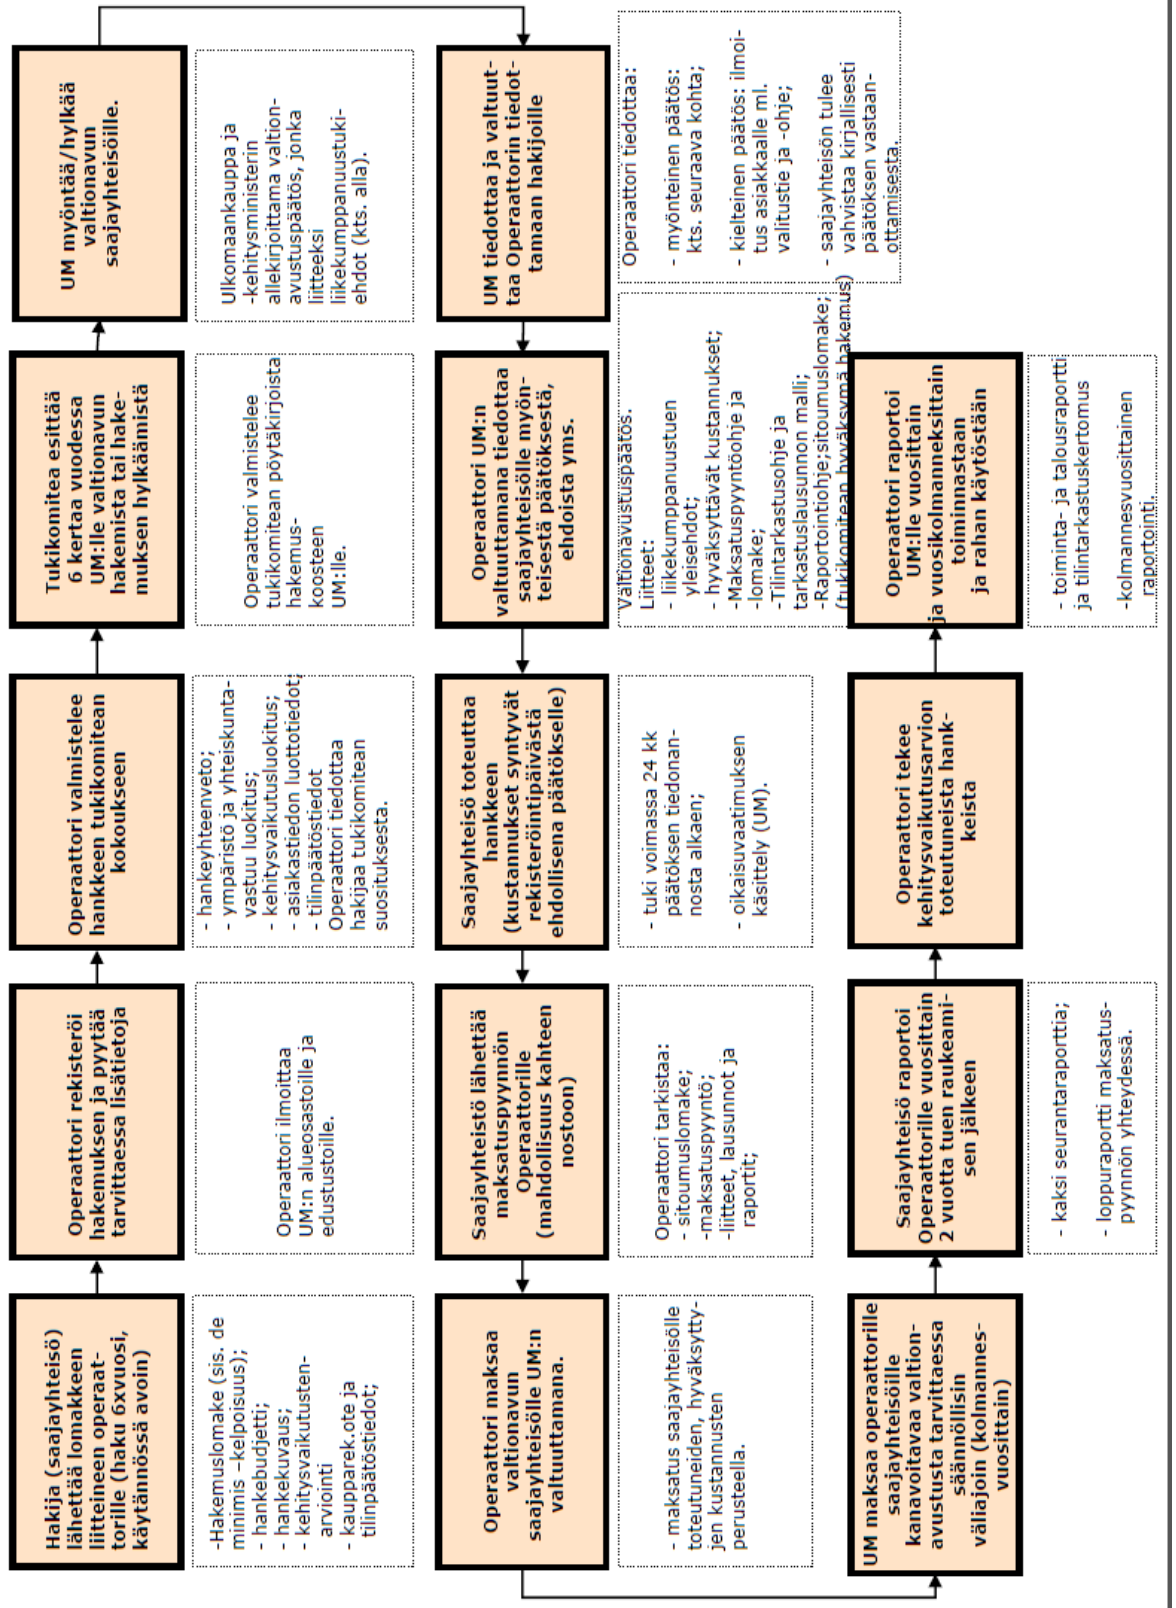 Hakija (saajayhteisö)
lähettää lomakkeen
liitteineen operaat-
torille (haku 6xvuosi,
käytännössä avoin)
-Hakemuslomake (sis. de
minimis –kelpoisuus);
- hankebudjetti;
- hankekuvaus;
- kehitysvaikutusten-
arviointi
- kaupparek.ote ja
tilinpäätöstiedot;
Operaattori rekisteröi
hakemuksen ja pyytää
tarvittaessa lisätietoja
Operaattori ilmoittaa
UM:n alueosastoille ja
edustustoille.
Operaattori valmistelee
hankkeen tukikomitean
kokoukseen
- hankeyhteenveto;
- ympäristö ja yhteiskunta-
vastuu luokitus;
- kehitysvaikutusluokitus;
- asiakastiedon luottotiedot;
- tilinpäätöstiedot
Operaattori tiedottaa
hakijaa tukikomitean
suosituksesta.
Tukikomitea esittää
6 kertaa vuodessa
UM:lle valtionavun
hakemista tai hake-
muksen hylkäämistä
Operaattori valmistelee
tukikomitean pöytäkirjoista
hakemus-
koosteen
UM:lle.
UM myöntää/hylkää
valtionavun
saajayhteisöille.
Ulkomaankauppa ja
-kehitysministerin
allekirjoittama valtion-
avustuspäätös, jonka
liitteeksi
liikekumppanuustuki-
ehdot (kts. alla).
UM tiedottaa ja valtuut-
taa Operaattorin tiedot-
taman hakijoille
Operaattori tiedottaa:
- myönteinen päätös:
kts. seuraava kohta;
- kielteinen päätös: ilmoi-
tus asiakkaalle ml.
valitustie ja -ohje;
- saajayhteisön tulee
vahvistaa kirjallisesti
päätöksen vastaan-
ottamisesta.
Operaattori UM:n
valtuuttamana tiedottaa
saajayhteisölle myön-
teisestä päätöksestä,
ehdoista yms.
Valtionavustuspäätös.
Liitteet:
- liikekumppanuustuen
yleisehdot;
- hyväksyttävät kustannukset;
-Maksatuspyyntöohje ja
-lomake;
-Tilintarkastusohje ja
tarkastuslausunnon malli;
-Raportointiohje;sitoumuslomake;
(tukikomitean hyväksymä hakemus)
Saajayhteisö toteuttaa
hankkeen
(kustannukset syntyvät
rekisteröintipäivästä
ehdollisena päätökselle)
- tuki voimassa 24 kk
päätöksen tiedonan-
nosta alkaen;
- oikaisuvaatimuksen
käsittely (UM).
Saajayhteistö lähettää
maksatuspyynnön
Operaattorille
(mahdollisuus kahteen
nostoon)
Operaattori tarkistaa:
- sitoumuslomake;
-maksatuspyyntö;
-liitteet, lausunnot ja
raportit;
Operaattori maksaa
valtionavun
saajayhteisölle UM:n
valtuuttamana.
- maksatus saajayhteisölle
toteutuneiden, hyväksytty-
jen kustannusten
perusteella.
UM maksaa operaattorille
saajayhteisöille
kanavoitavaa valtion-
avustusta tarvittaessa
säännöllisin
väliajoin (kolmannes-
vuosittain)
Saajayhteisö raportoi
Operaattorille vuosittain
2 vuotta tuen raukeami-
sen jälkeen
- kaksi seurantaraporttia;
- loppuraportti maksatus-
pyynnön yhteydessä.
Operaattori tekee
kehitysvaikutusarvion
toteutuneista hank-
keista
Operaattori raportoi
UM:lle vuosittain
ja vuosikolmanneksittain
toiminnastaan
ja rahan käytöstään
- toiminta- ja talousraportti
ja tilintarkastuskertomus
-kolmannesvuosittainen
raportointi.